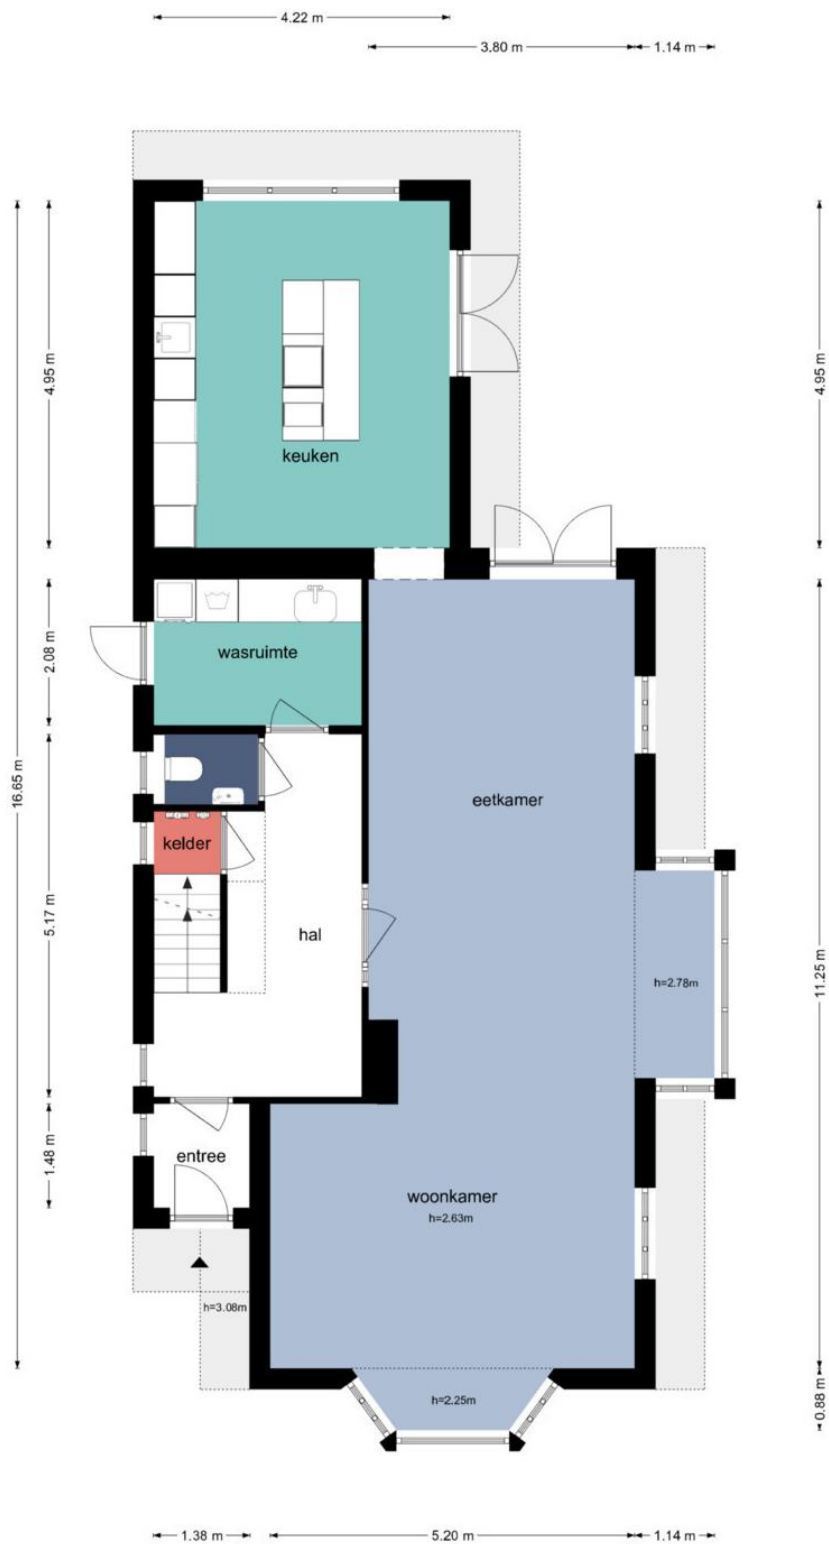 4.22 m
3.80 m
1.14 m
4.95 m
4.95 m
keuken
2.08 m
wasruimte
16.65 m
eetkamer
kelder
5.17 m
hal
h=2.78m
11.25 m
1.48 m
entree
woonkamer
h=2.63m
h=3.08m
h=2.25m
0.88 m
1.38 m
5.20 m
1.14 m